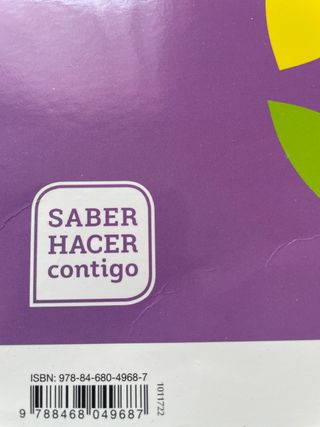 SABER
HACER
contigo
ISBN: 978-84-680-4968-7
1011722
9 788468 049687